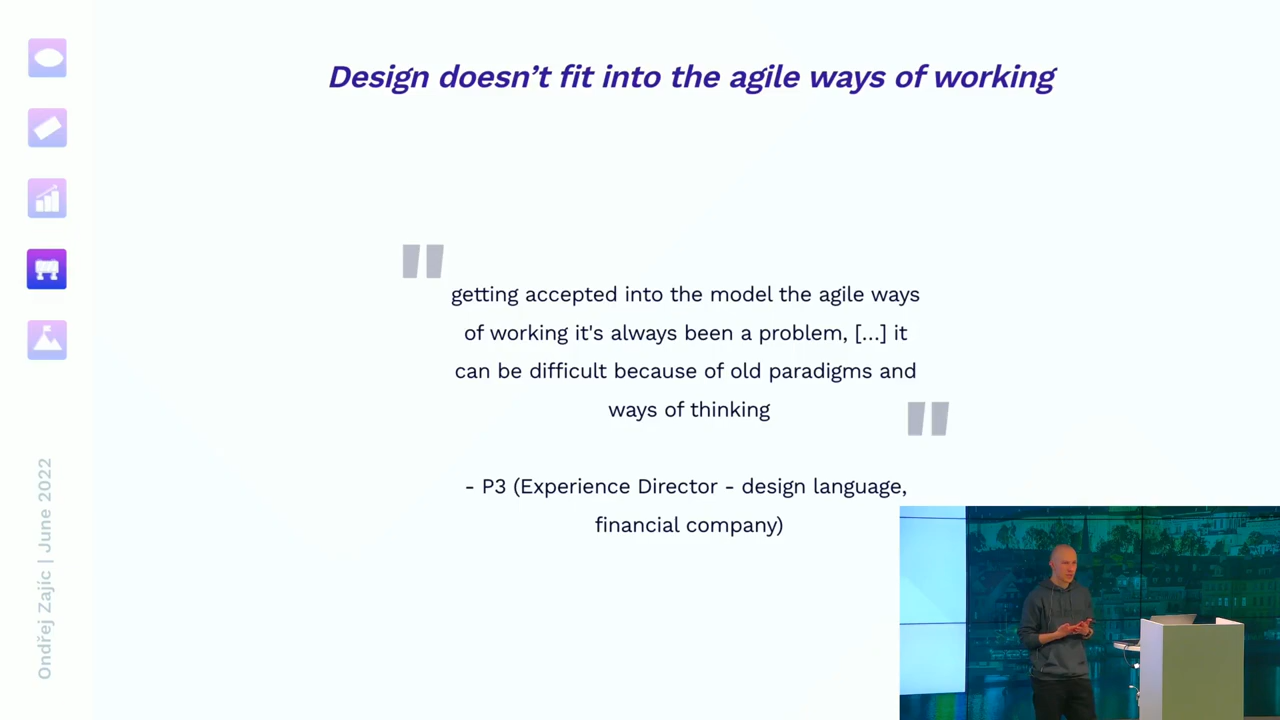 Design doesn’t fit into the agile ways of working
"
getting accepted into the model the agile ways
of working it's always been a problem, [...] it
can be difficult because of old paradigms and
ways of thinking
"
- P3 (Experience Director - design language,
financial company)
Ondřej Zajíc | June 2022